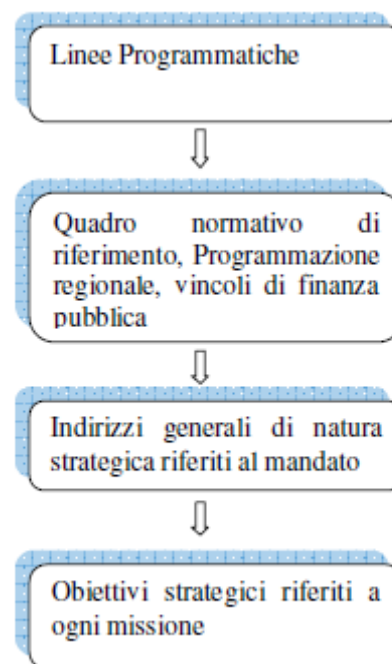 Linee Programmatiche
Quadro normativo di
riferimento, Programmazione
regionale, vincoli di finanza
pubblica
Indirizzi generali di natura
strategica riferiti al mandato
Obiettivi strategici riferiti a
ogni missione